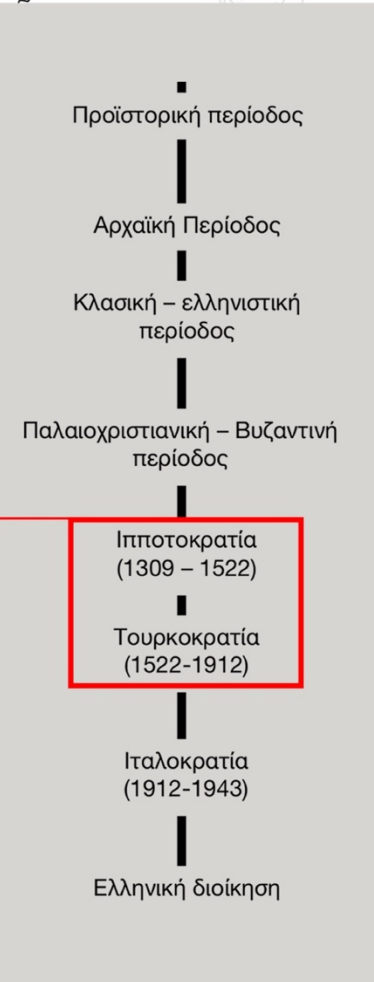 Προϊστορική περίοδος
Αρχαϊκή Περίοδος
Κλασική – ελληνιστική
περίοδος
Παλαιοχριστιανική – Βυζαντινή
περίοδος
Ιπποτοκρατία
(1309 – 1522)
Τουρκοκρατία
(1522-1912)
Ιταλοκρατία
(1912-1943)
Ελληνική διοίκηση